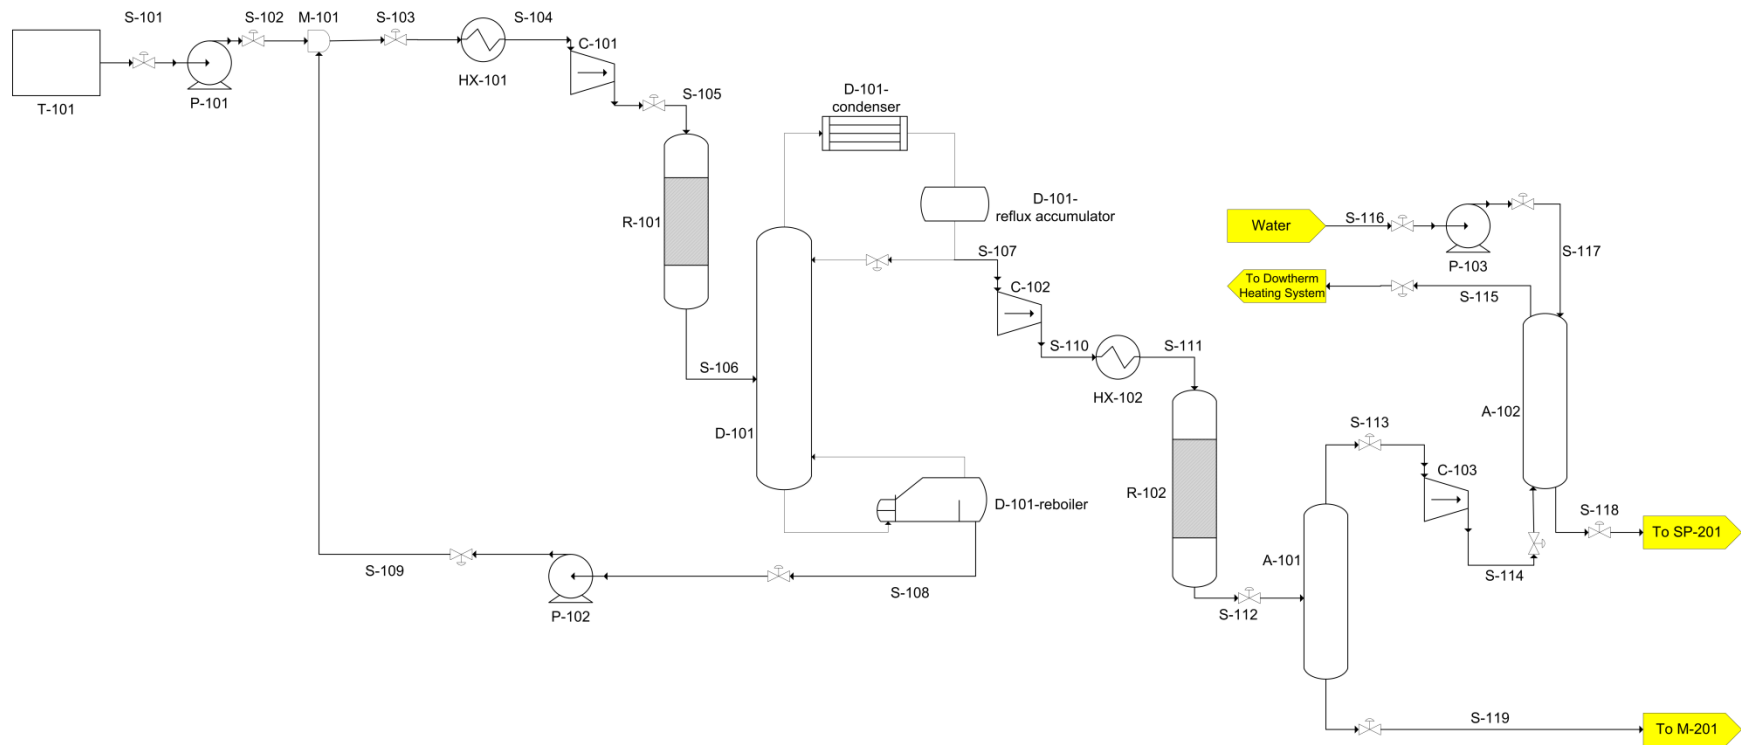 S-101
S-102
M-101
S-103
S-104
C-101
HX-101
P-101
T-101
S-105
D-101-
condenser
R-101
D-101-
reflux accumulator
S-107
C-102
S-106
S-110
S-111
HX-102
D-101
D-101-reboiler
S-109
S-108
P-102
Water
S-116
P-103
S-117
To Dowtherm
Heating System
S-115
A-102
S-113
C-103
R-102
A-101
S-114
S-118
To SP-201
S-112
S-119
To M-201